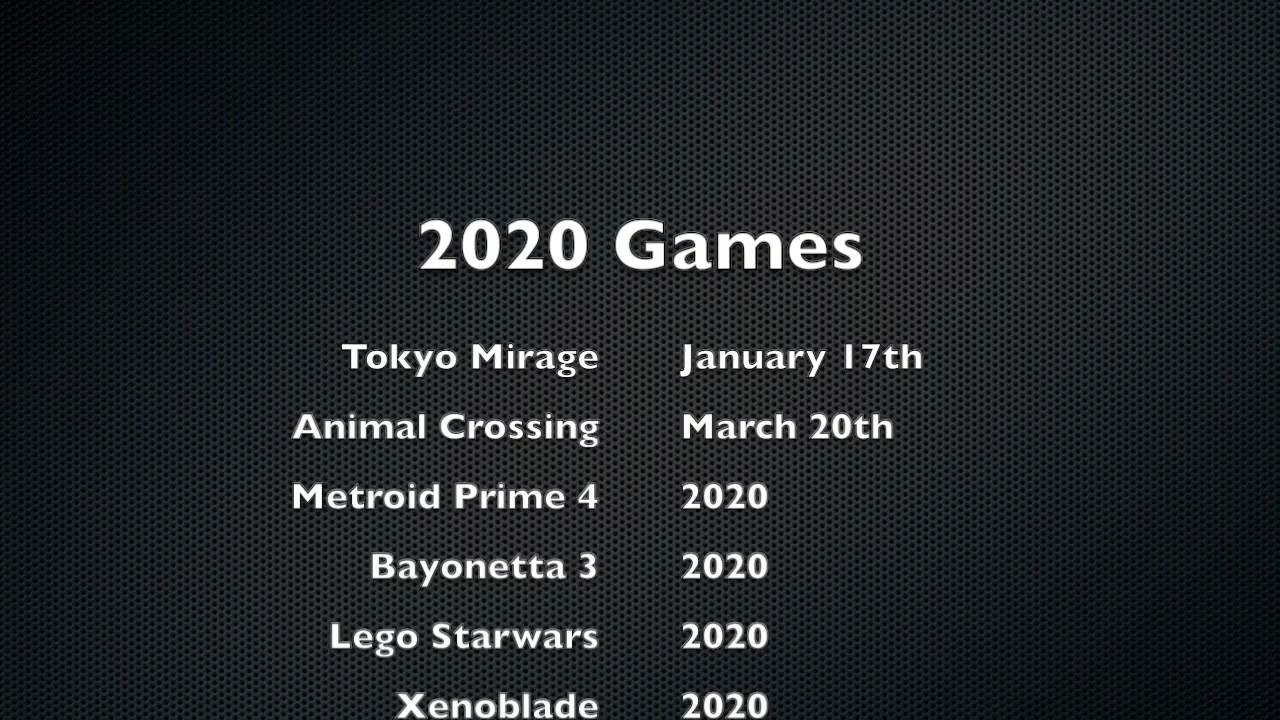 2020 Games
Tokyo Mirage January 17th
Animal Crossing March 20th
Metroid Prime 4 2020
Bayonetta 3 2020
Lego Starwars 2020
Xenoblade 2020